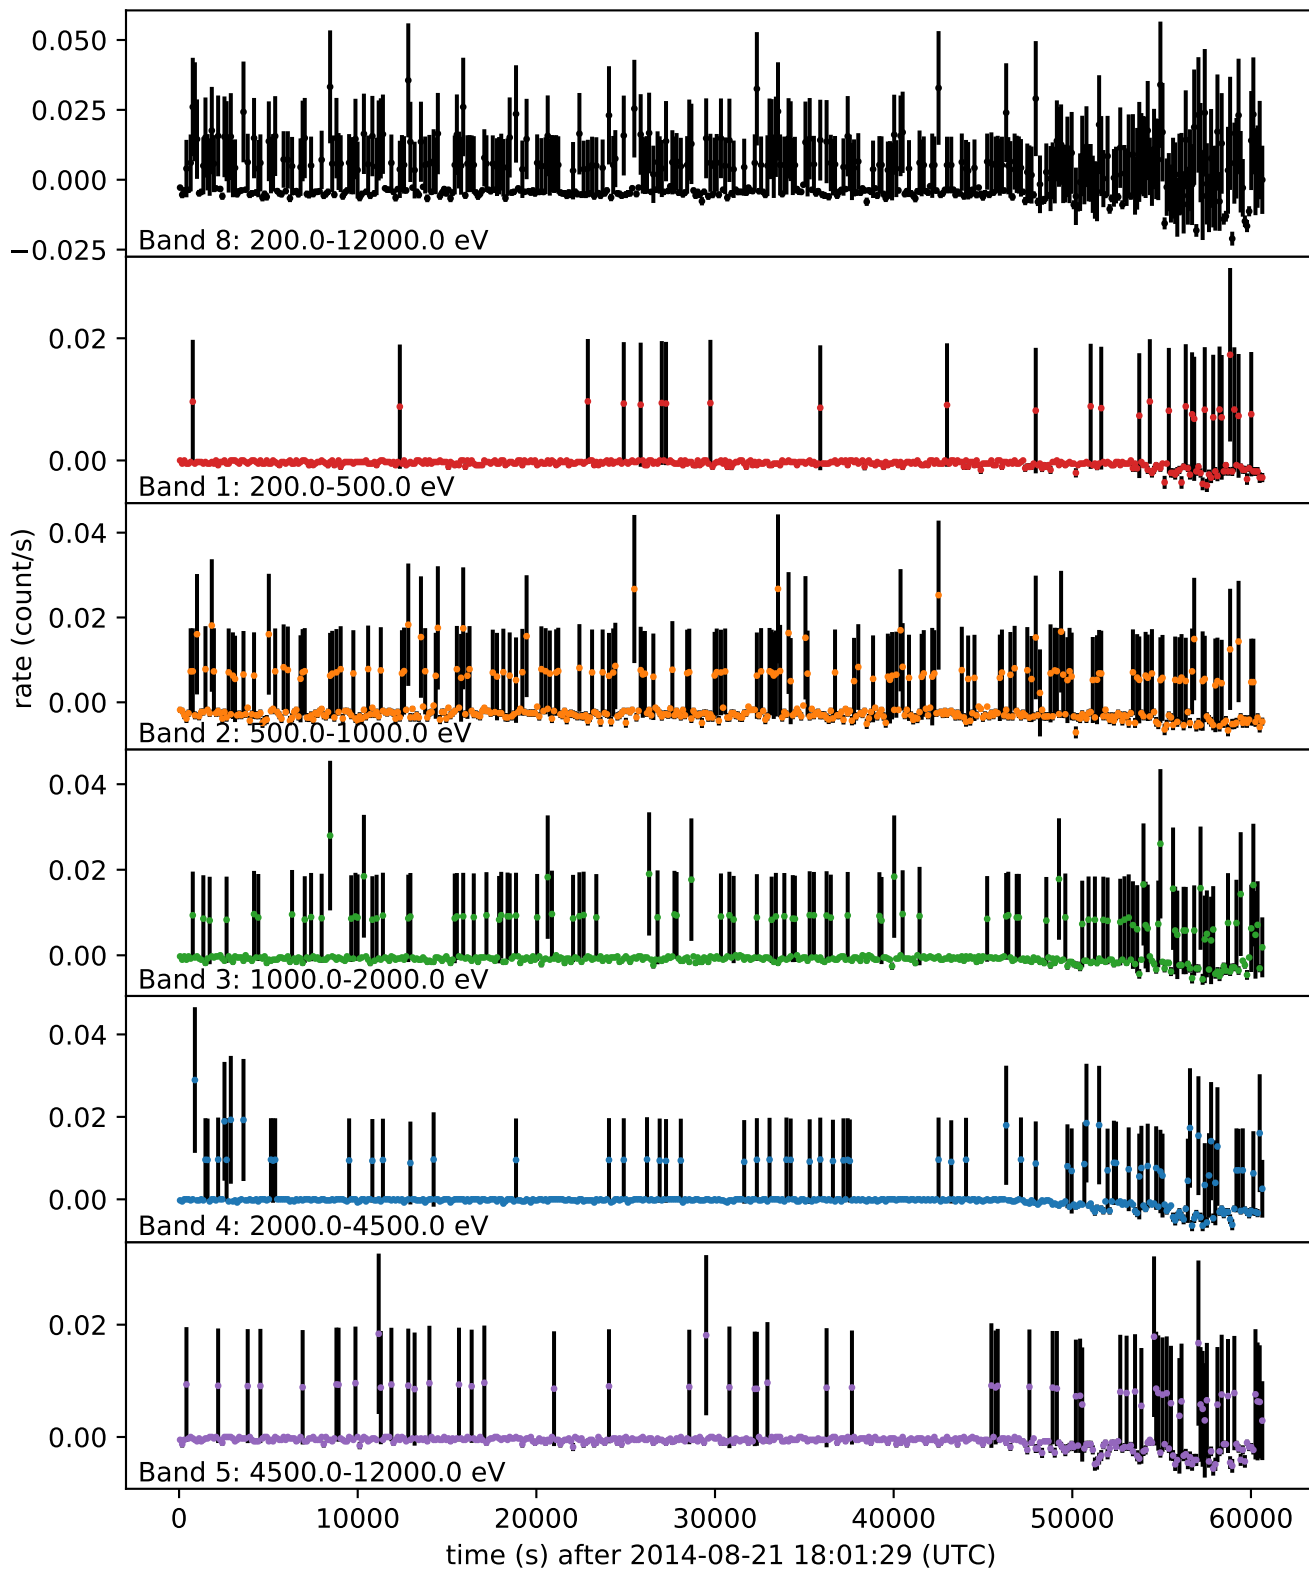 0.050
0.025
0.000
−0.025
Band 8: 200.0-12000.0 eV
0.02
0.00
Band 1: 200.0-500.0 eV
rate (count/s)
0.04
0.02
0.00
Band 2: 500.0-1000.0 eV
0.04
0.02
0.00
Band 3: 1000.0-2000.0 eV
0.04
0.02
0.00
Band 4: 2000.0-4500.0 eV
0.02
0.00
Band 5: 4500.0-12000.0 eV
0 10000 20000 30000 40000 50000 60000
time (s) after 2014-08-21 18:01:29 (UTC)